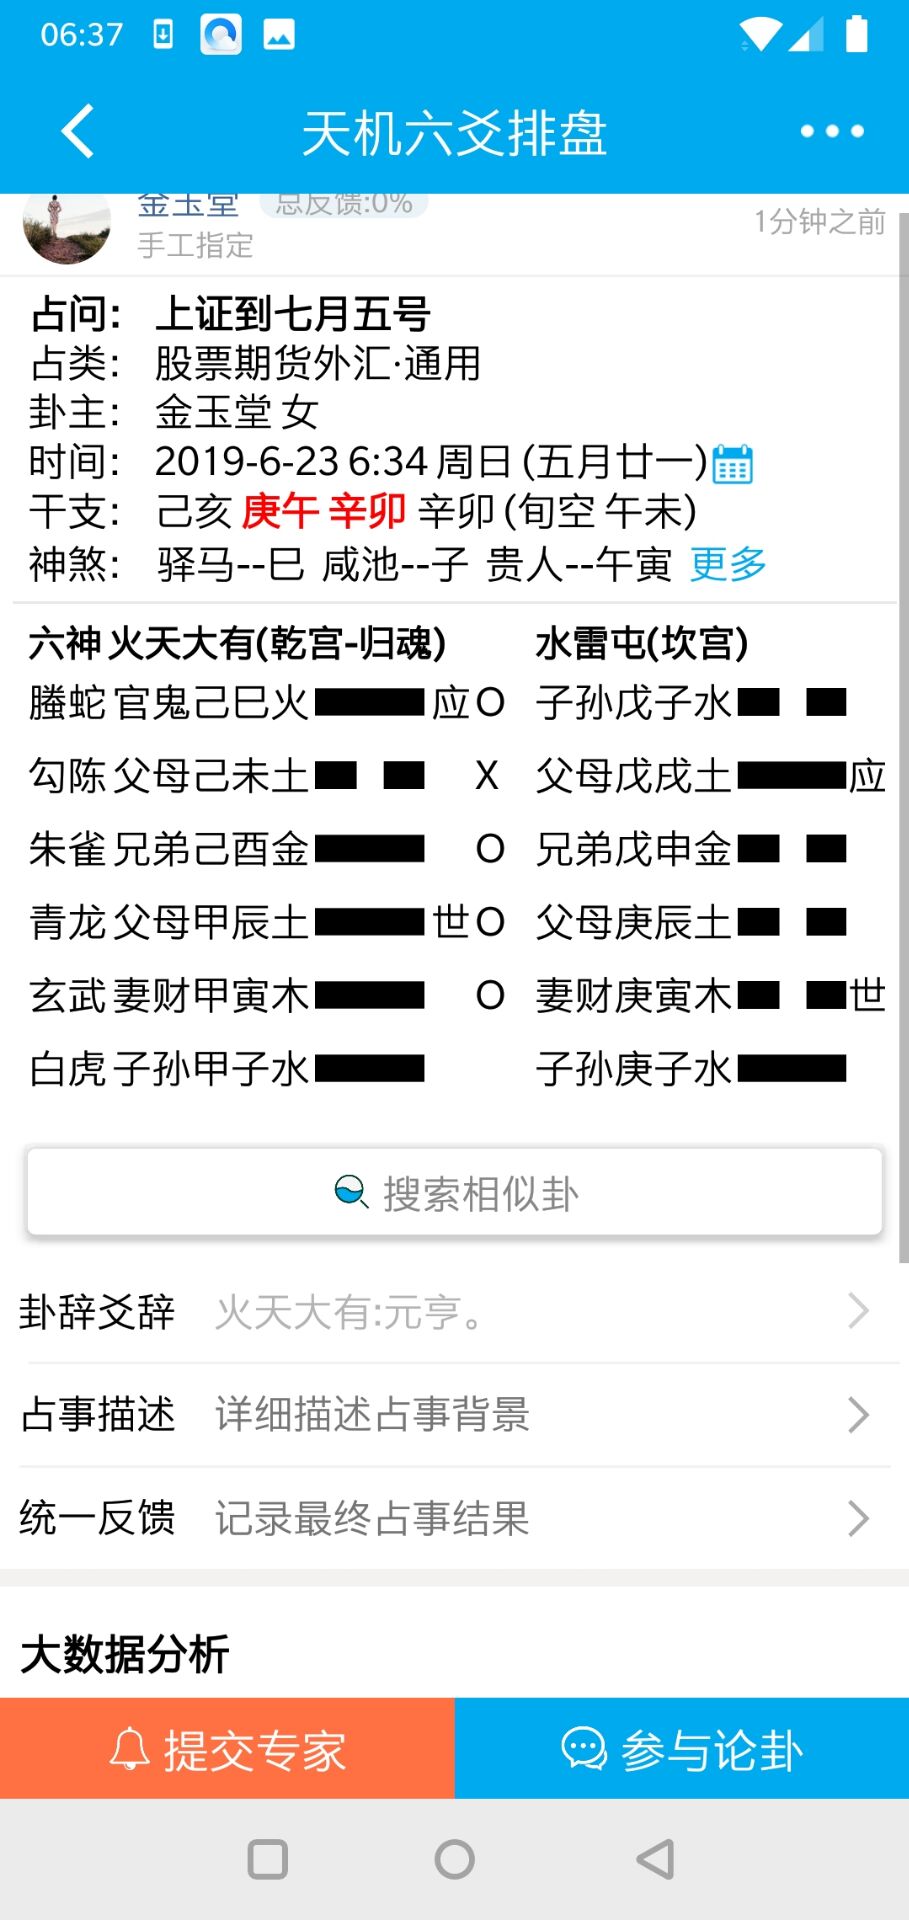 06:37
天机六爻排盘
金玉堂 总反馈:0%
手工指定
1分钟之前
占问： 上证到七月五号
占类： 股票期货外汇·通用
卦主： 金玉堂 女
时间： 2019-6-23 6:34 周日 (五月廿一)
干支： 己亥 庚午 辛卯 辛卯 (旬空 午未)
神煞： 驿马--巳 咸池--子 贵人--午寅 更多
六神 火天大有(乾宫-归魂) 水雷屯(坎宫)
螣蛇 官鬼己巳火 应 O 子孙戊子水
勾陈 父母己未土 X 父母戊戌土 应
朱雀 兄弟己酉金 O 兄弟戊申金
青龙 父母甲辰土 世 O 父母庚辰土
玄武 妻财甲寅木 O 妻财庚寅木 世
白虎 子孙甲子水 子孙庚子水
搜索相似卦
卦辞爻辞 火天大有:元亨。
占事描述 详细描述占事背景
统一反馈 记录最终占事结果
大数据分析
提交专家 参与论卦